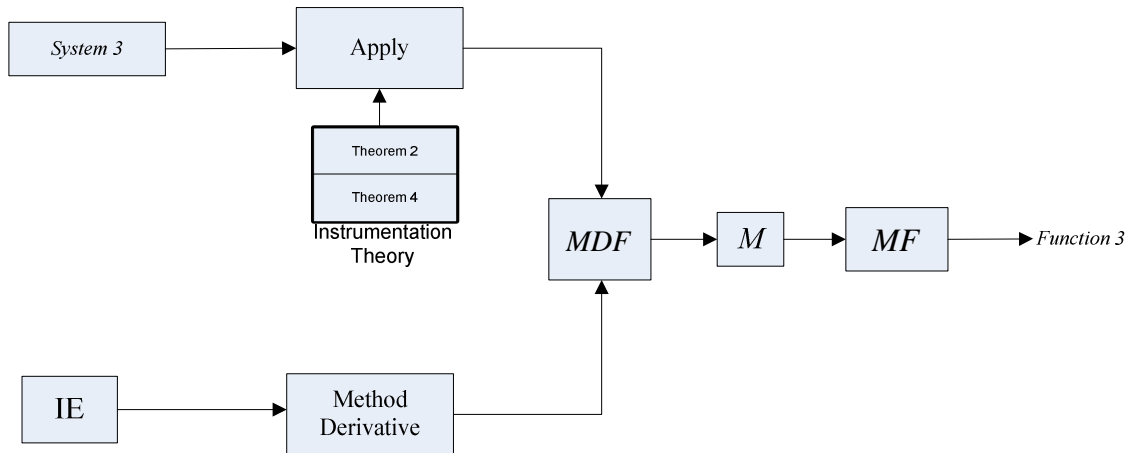 System 3
Apply
Theorem 2
Theorem 4
Instrumentation
Theory
MDF
M
MF
Function 3
IE
Method
Derivative